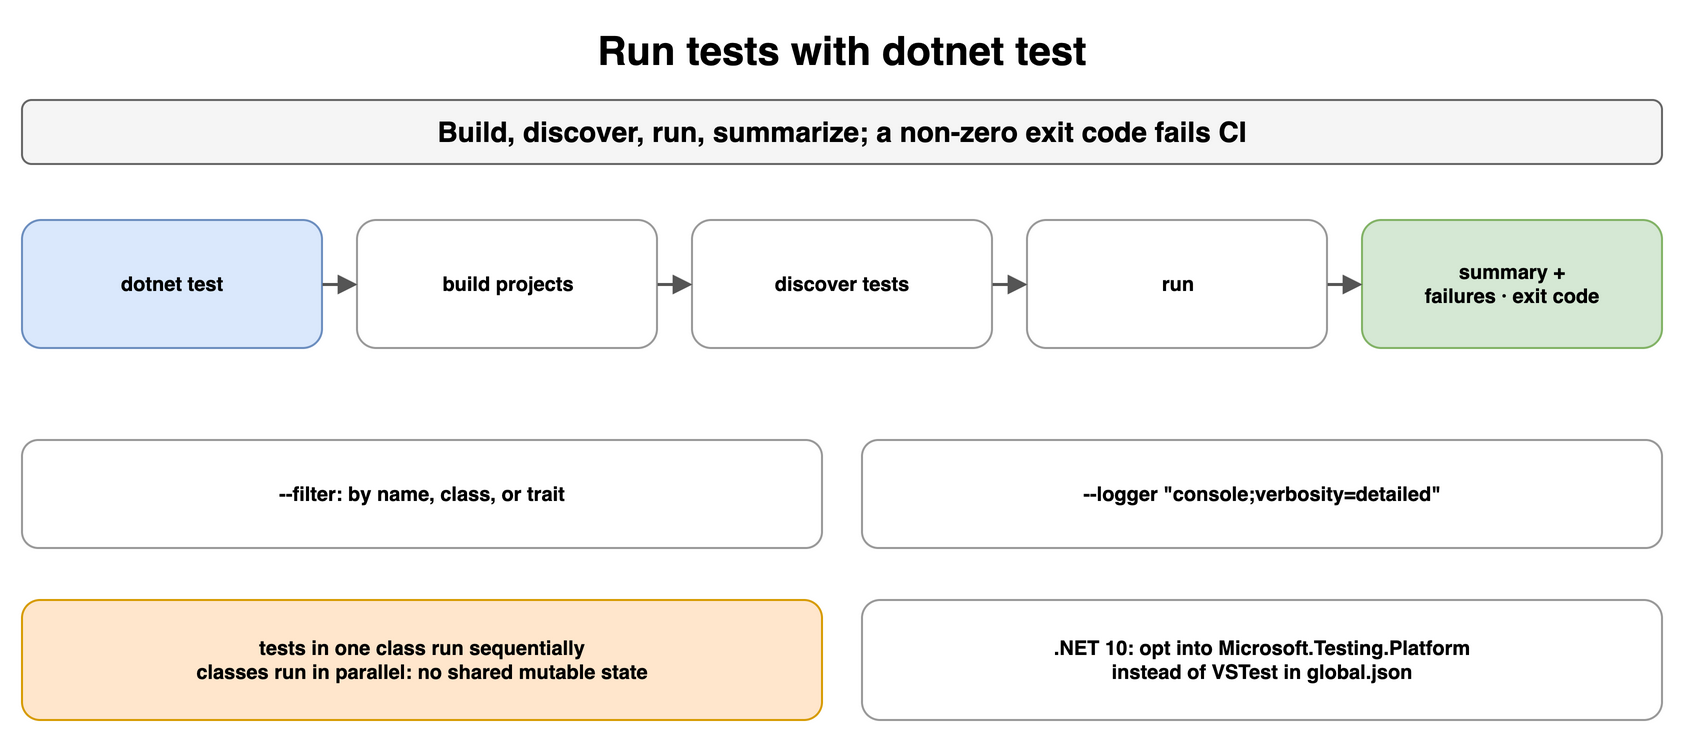 Run tests with dotnet test
Build, discover, run, summarize; a non-zero exit code fails CI
dotnet test
build projects
discover tests
run
summary +
failures · exit code
--filter: by name, class, or trait
--logger "console;verbosity=detailed"
tests in one class run sequentially
classes run in parallel: no shared mutable state
.NET 10: opt into Microsoft.Testing.Platform
instead of VSTest in global.json